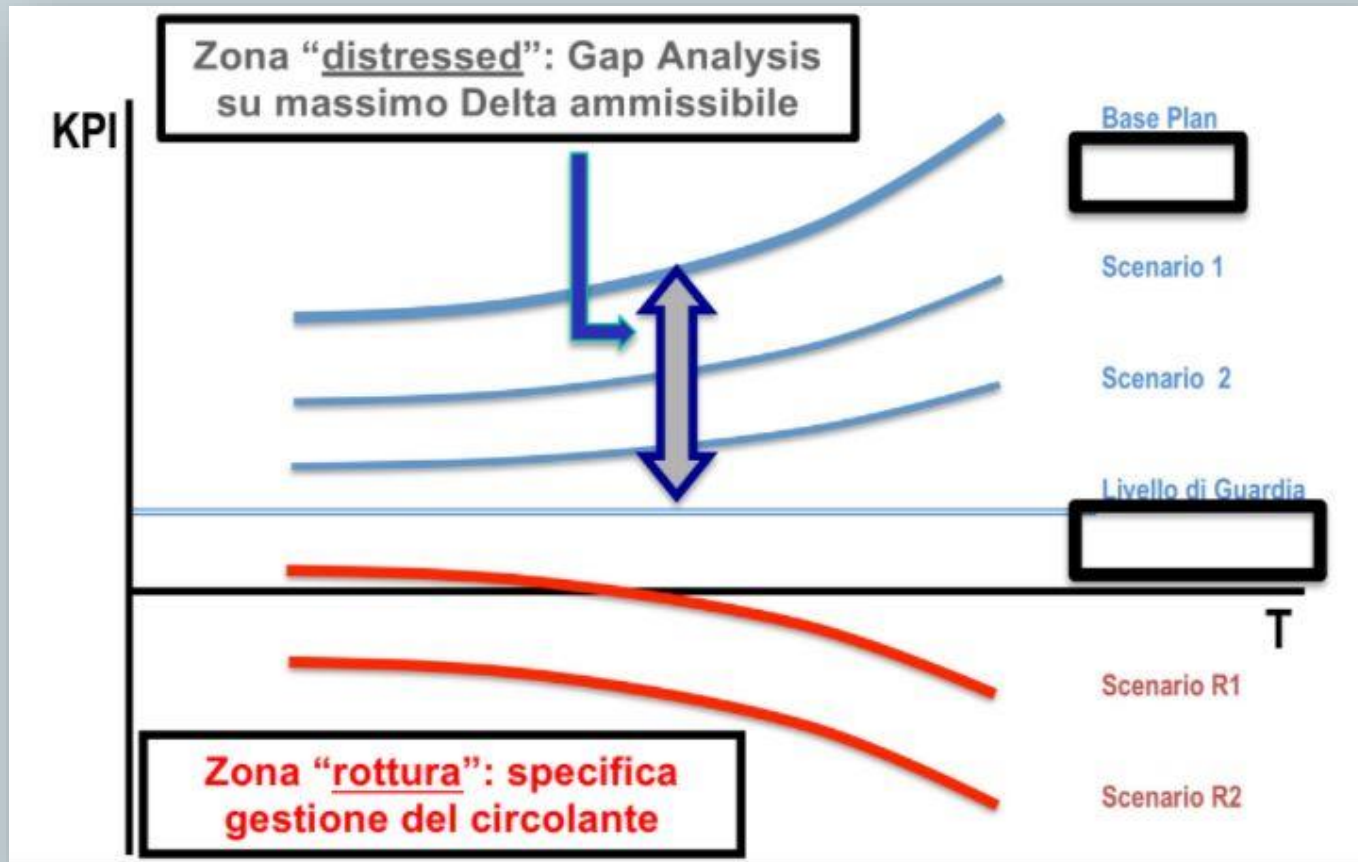 Zona “distressed”: Gap Analysis
su massimo Delta ammissibile
KPI
Base Plan
Scenario 1
Scenario 2
Livello di Guardia
T
Scenario R1
Zona “rottura”: specifica
gestione del circolante
Scenario R2